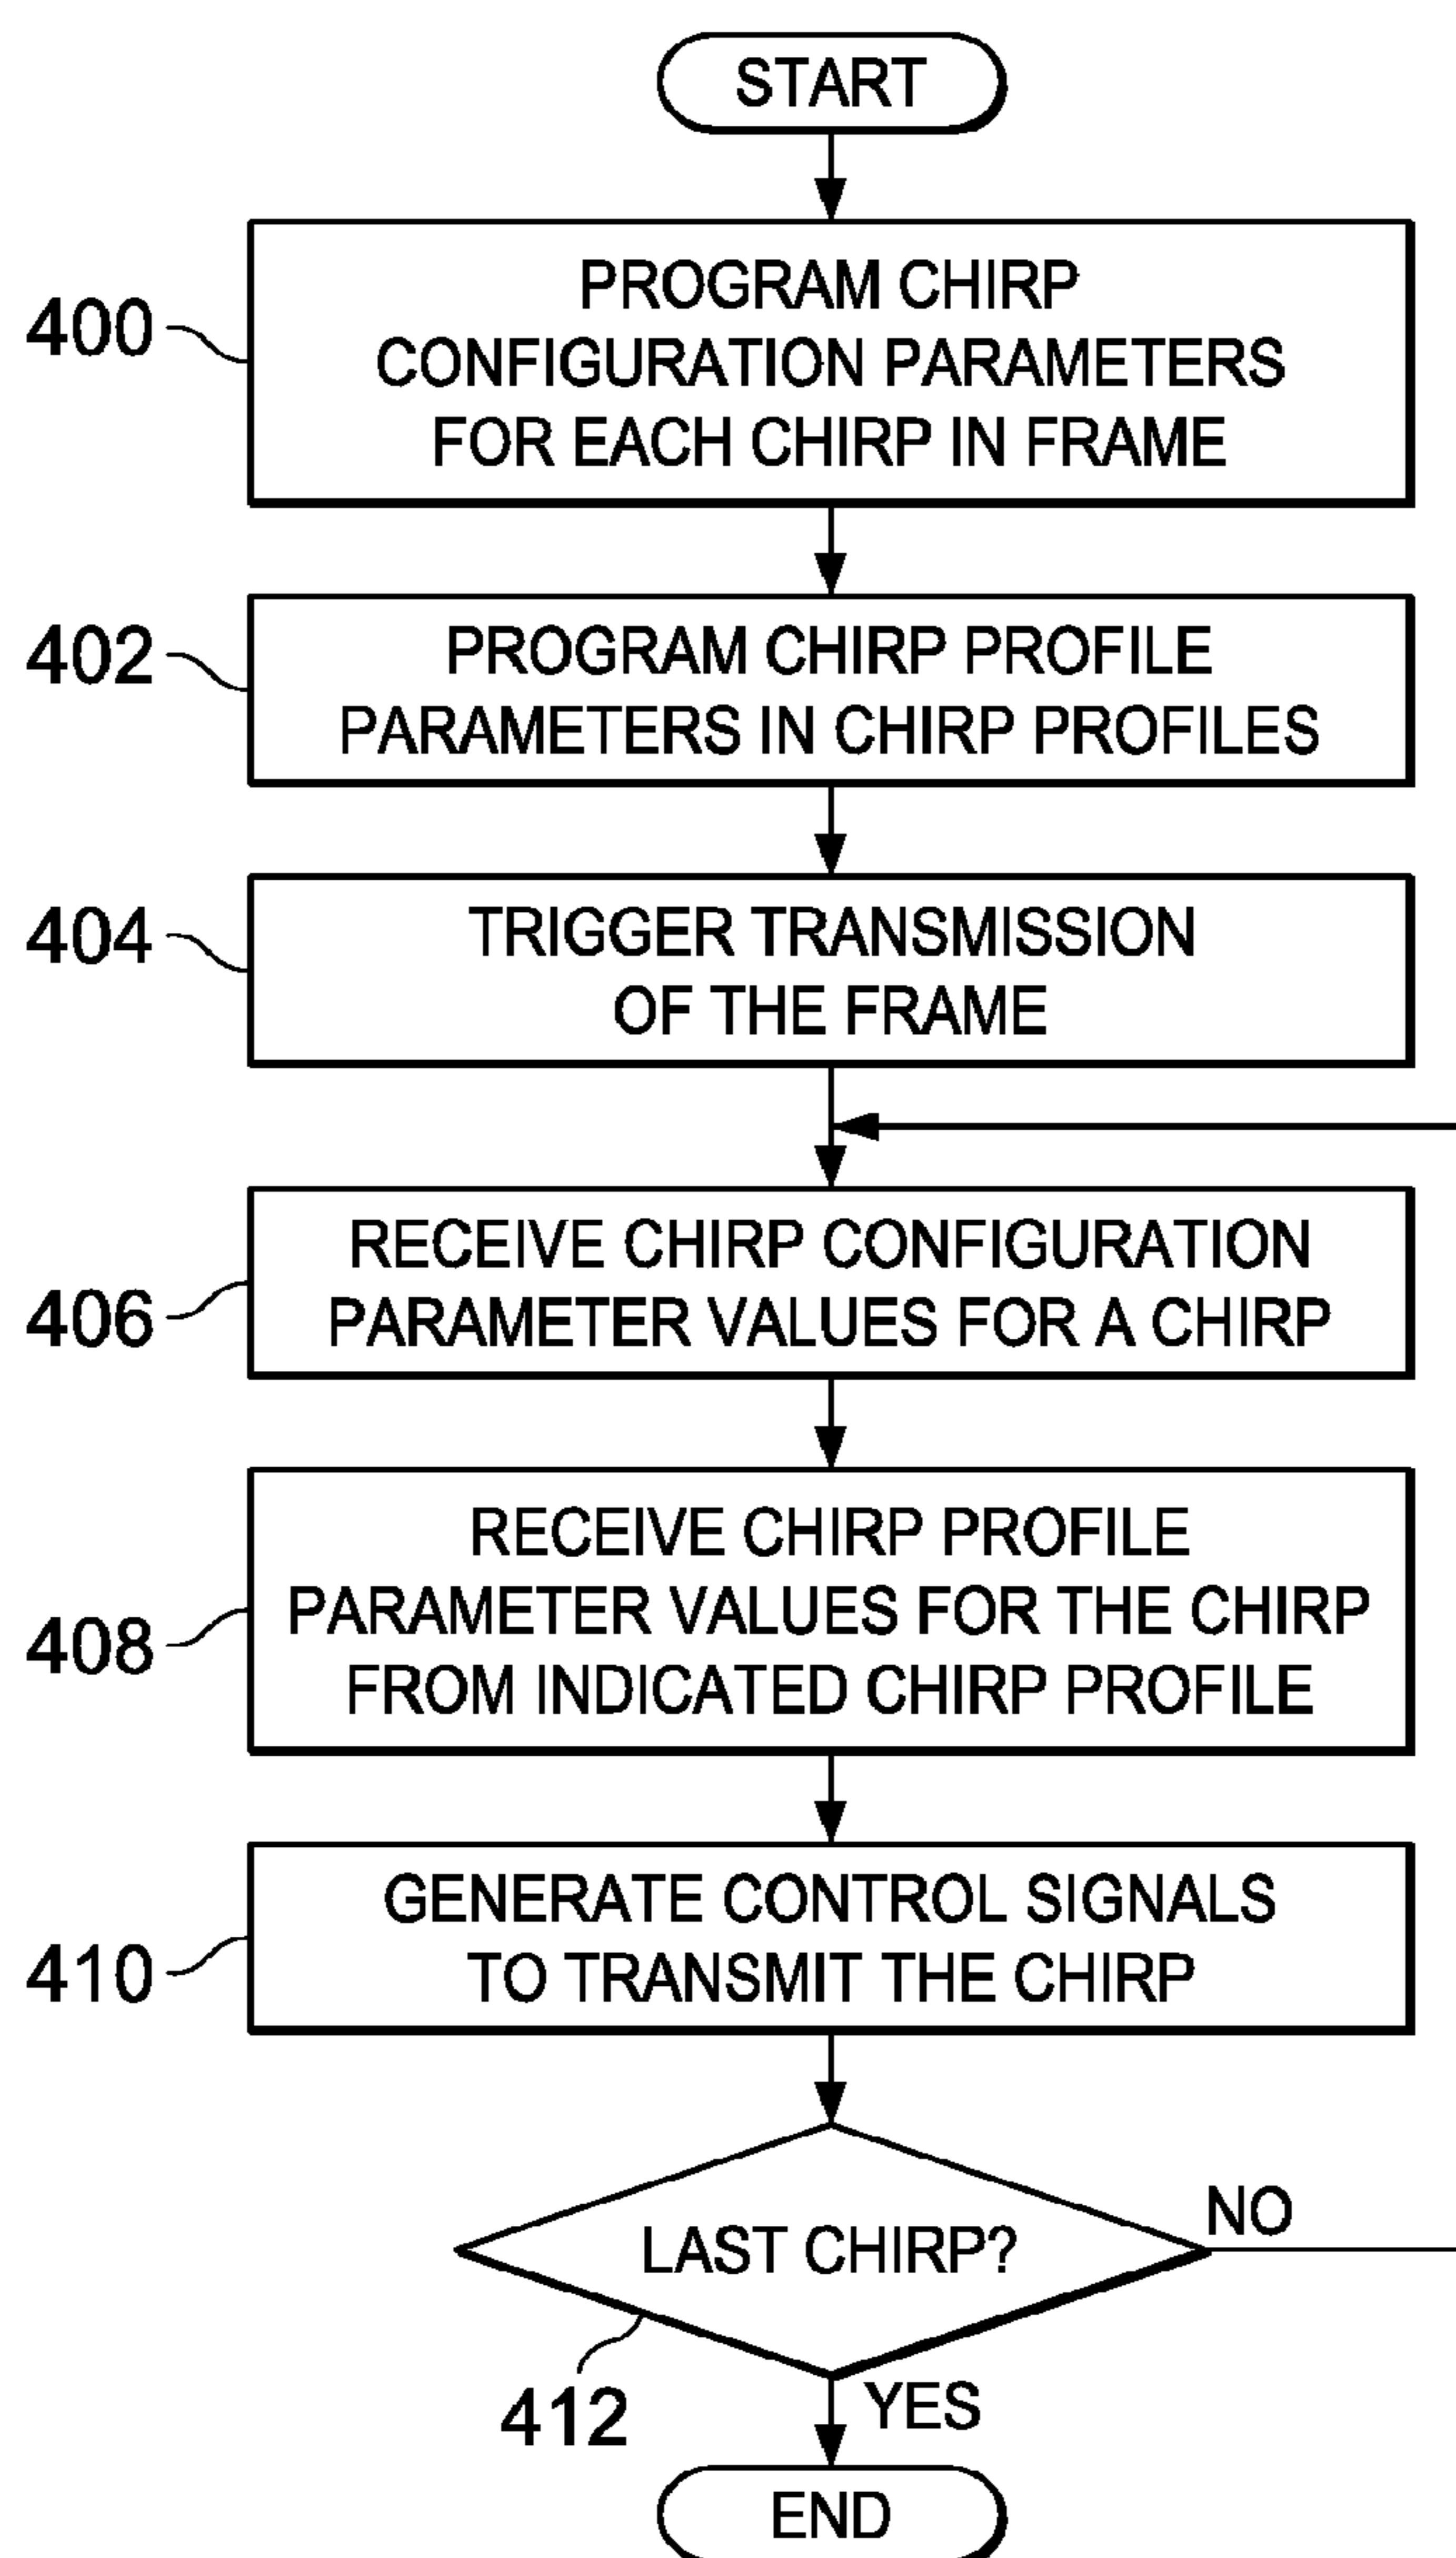 START
400
PROGRAM CHIRP
CONFIGURATION PARAMETERS
FOR EACH CHIRP IN FRAME
402
PROGRAM CHIRP PROFILE
PARAMETERS IN CHIRP PROFILES
404
TRIGGER TRANSMISSION
OF THE FRAME
406
RECEIVE CHIRP CONFIGURATION
PARAMETER VALUES FOR A CHIRP
408
RECEIVE CHIRP PROFILE
PARAMETER VALUES FOR THE CHIRP
FROM INDICATED CHIRP PROFILE
410
GENERATE CONTROL SIGNALS
TO TRANSMIT THE CHIRP
LAST CHIRP?
NO
412
YES
END